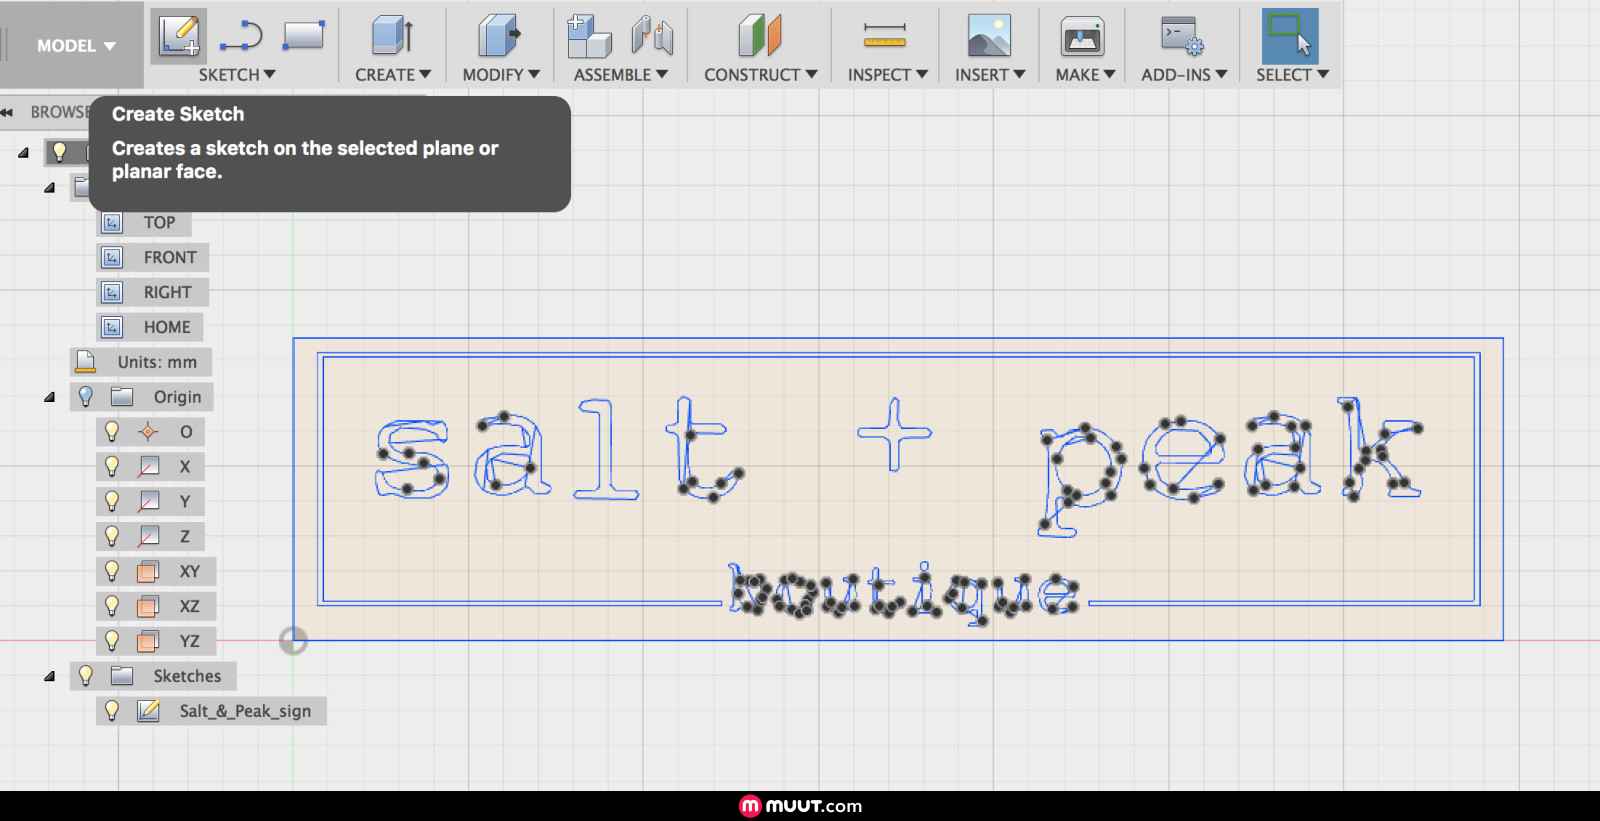 MODEL
SKETCH
CREATE
MODIFY
ASSEMBLE
CONSTRUCT
INSPECT
INSERT
MAKE
ADD-INS
SELECT
Create Sketch
Creates a sketch on the selected plane or
planar face.
TOP
FRONT
RIGHT
HOME
Units: mm
Origin
O
X
Y
Z
XY
XZ
YZ
Sketches
Salt_&_Peak_sign
salt + peak
boutique
muut.com